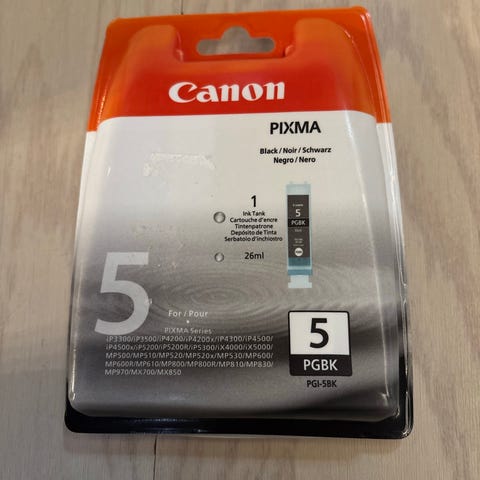 Canon
PIXMA
Black / Noir / Schwarz
Negro / Nero
1
Ink Tank
Cartouche d'encre
Tintenpatrone
Depósito de Tinta
Serbatoio d'inchiostro
26ml
5
PGBK
5
For / Pour
PIXMA Series
iP3300/iP3500/iP4200/iP4200x/iP4300/iP4500/
iP4500x/iP5200/iP5200R/iP5300/iX4000/iX5000/
MP500/MP510/MP520/MP520x/MP530/MP600/
MP600R/MP610/MP800/MP800R/MP810/MP830/
MP970/MX700/MX850
5
PGBK
PGI-5BK